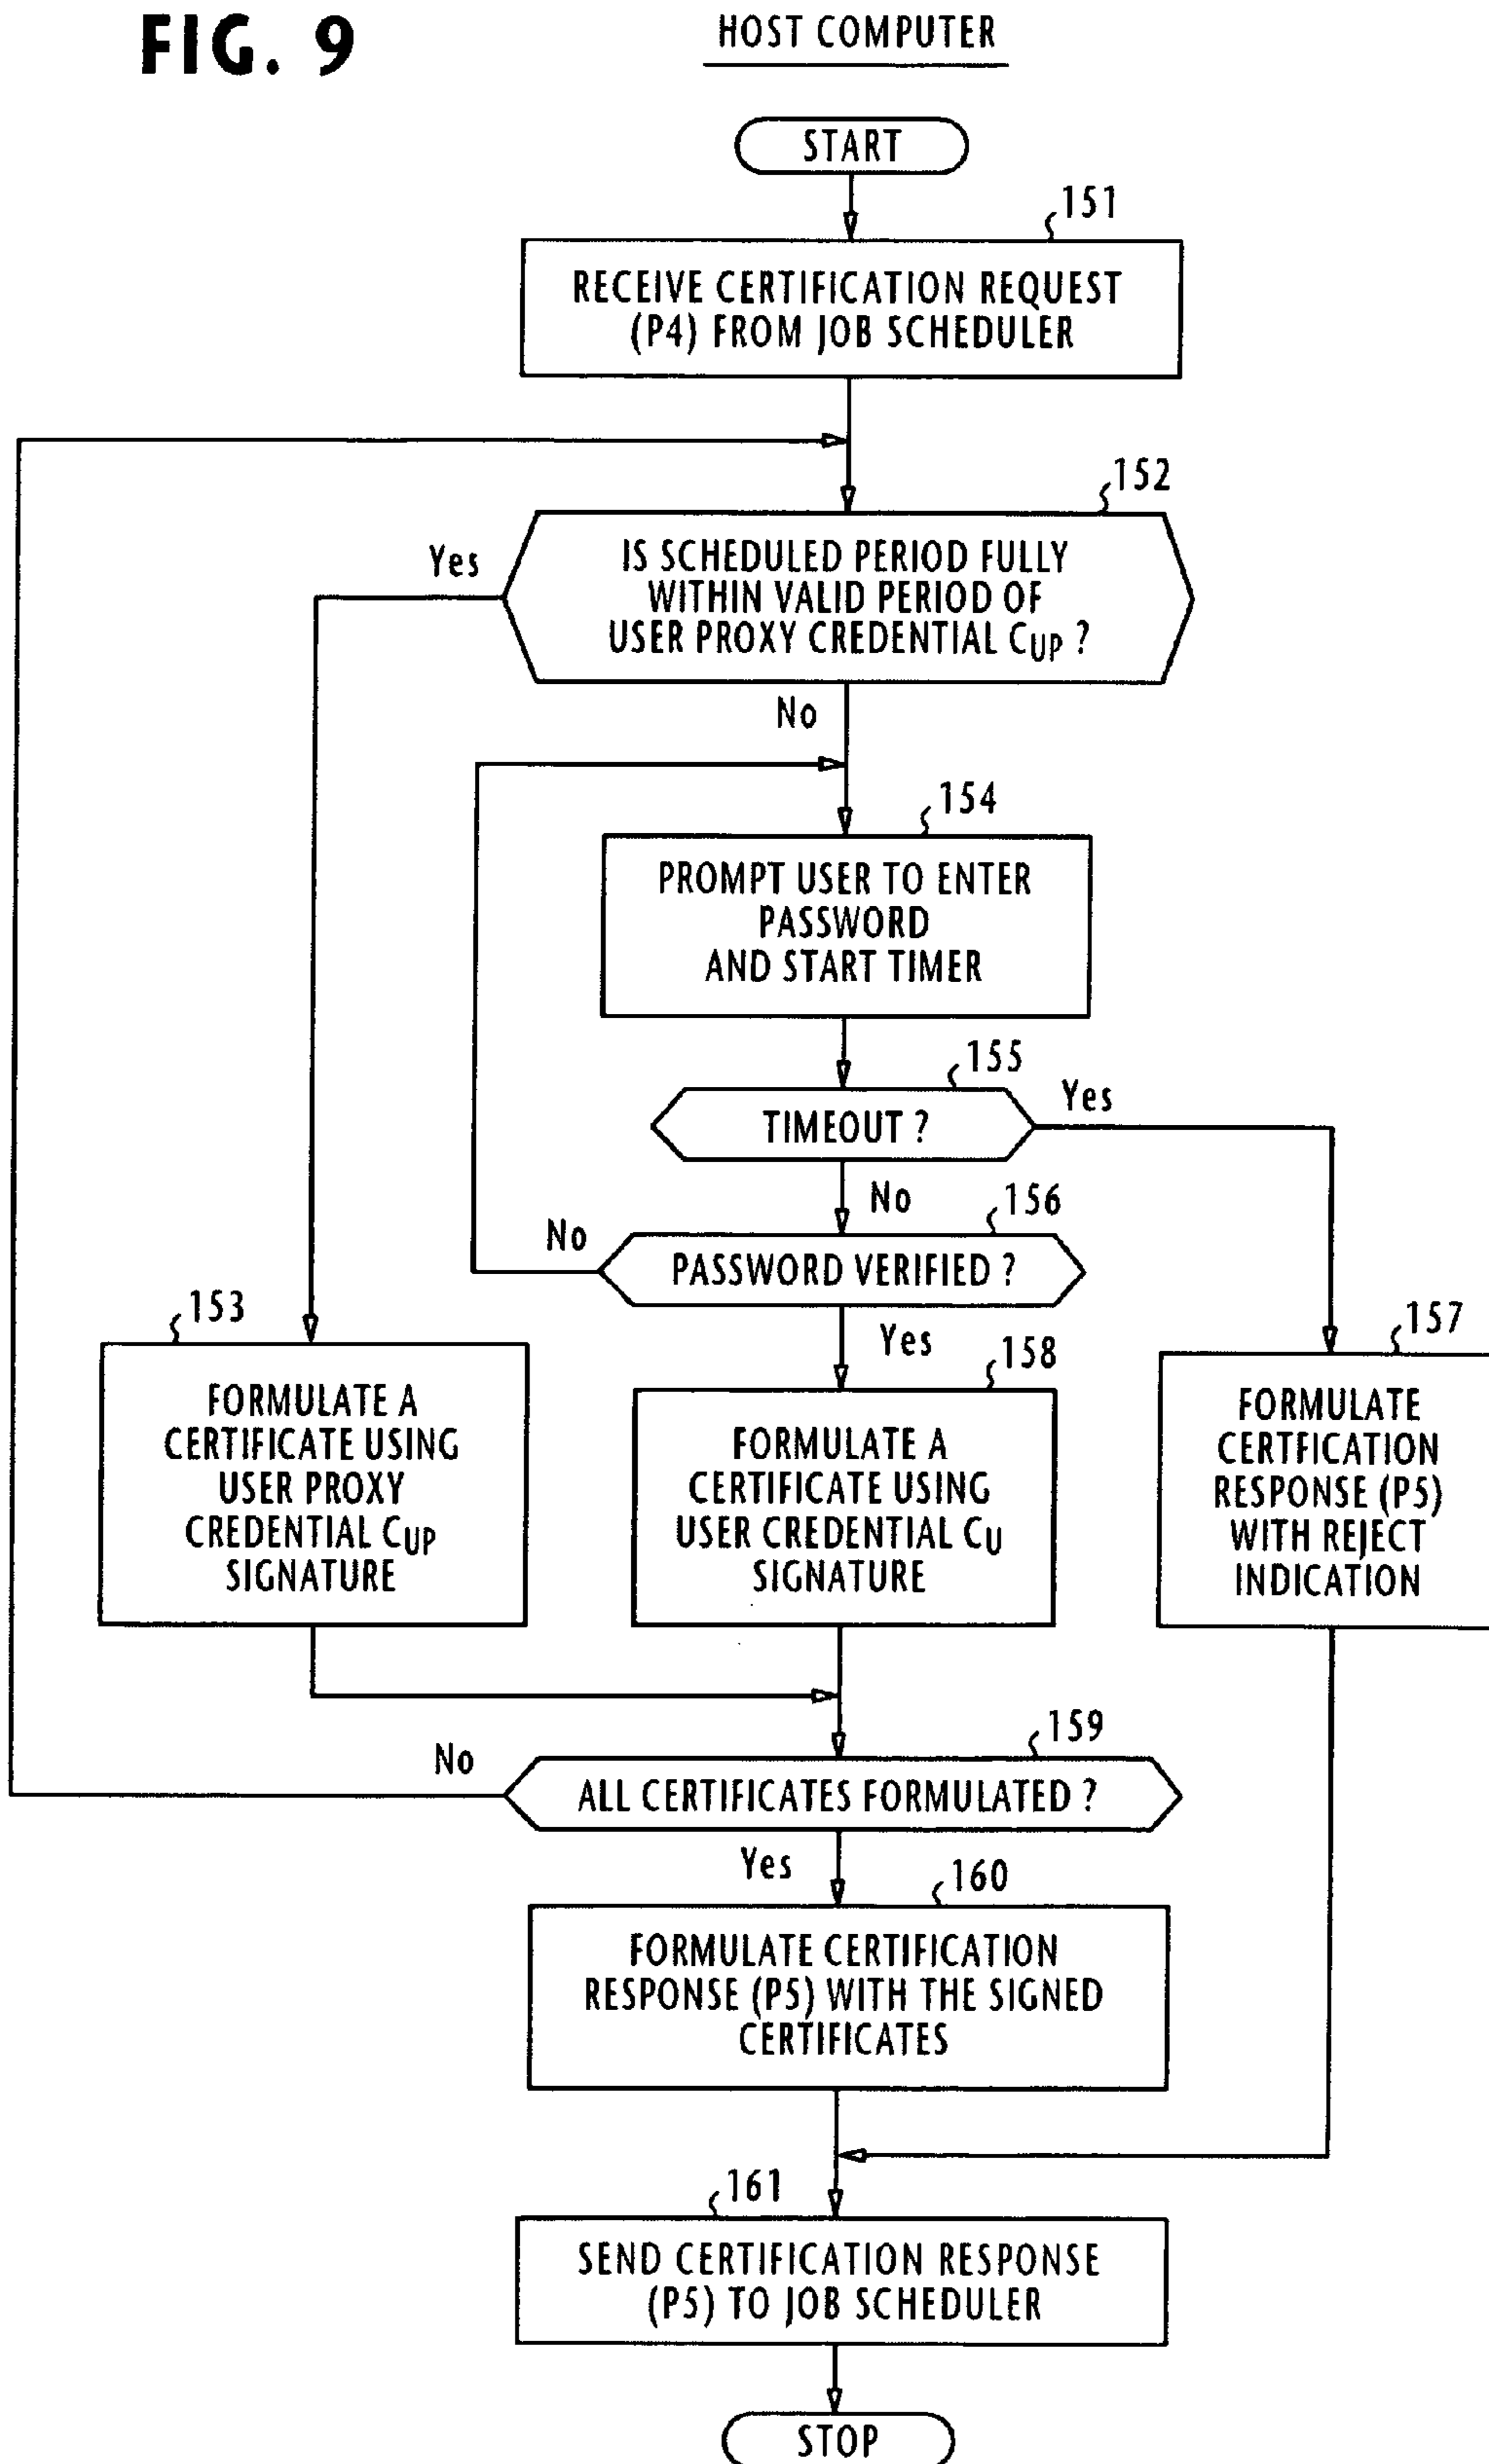 FIG. 9
HOST COMPUTER
START
151
RECEIVE CERTIFICATION REQUEST
(P4) FROM JOB SCHEDULER
152
Yes
IS SCHEDULED PERIOD FULLY
WITHIN VALID PERIOD OF
USER PROXY CREDENTIAL CUP ?
No
154
PROMPT USER TO ENTER
PASSWORD
AND START TIMER
155
TIMEOUT ?
Yes
No
156
No
PASSWORD VERIFIED ?
Yes
153
FORMULATE A
CERTIFICATE USING
USER PROXY
CREDENTIAL CUP
SIGNATURE
158
FORMULATE A
CERTIFICATE USING
USER CREDENTIAL CU
SIGNATURE
157
FORMULATE
CERTFICATION
RESPONSE (P5)
WITH REJECT
INDICATION
159
No
ALL CERTIFICATES FORMULATED ?
Yes
160
FORMULATE CERTIFICATION
RESPONSE (P5) WITH THE SIGNED
CERTIFICATES
161
SEND CERTIFICATION RESPONSE
(P5) TO JOB SCHEDULER
STOP